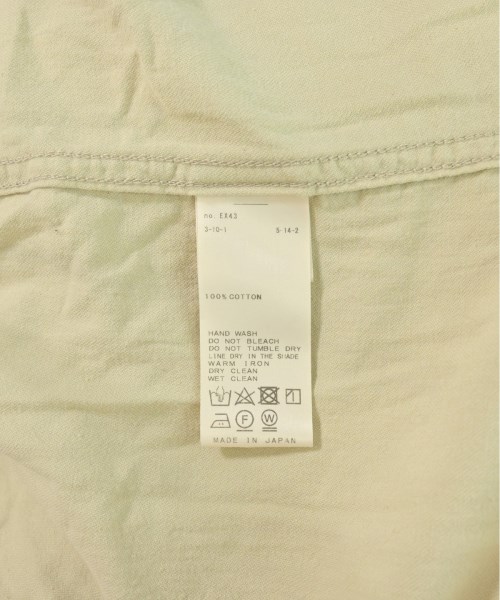 no. EX43
3-10-1 5-14-2
100% COTTON
HAND WASH
DO NOT BLEACH
DO NOT TUMBLE DRY
LINE DRY IN THE SHADE
WARM IRON
DRY CLEAN
WET CLEAN
F W
MADE IN JAPAN